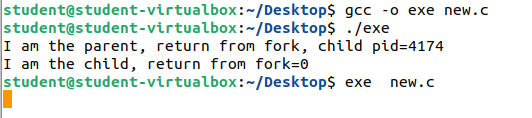 student@student-virtualbox:~/Desktop$ gcc -o exe new.c
student@student-virtualbox:~/Desktop$ ./exe
I am the parent, return from fork, child pid=4174
I am the child, return from fork=0
student@student-virtualbox:~/Desktop$ exe  new.c